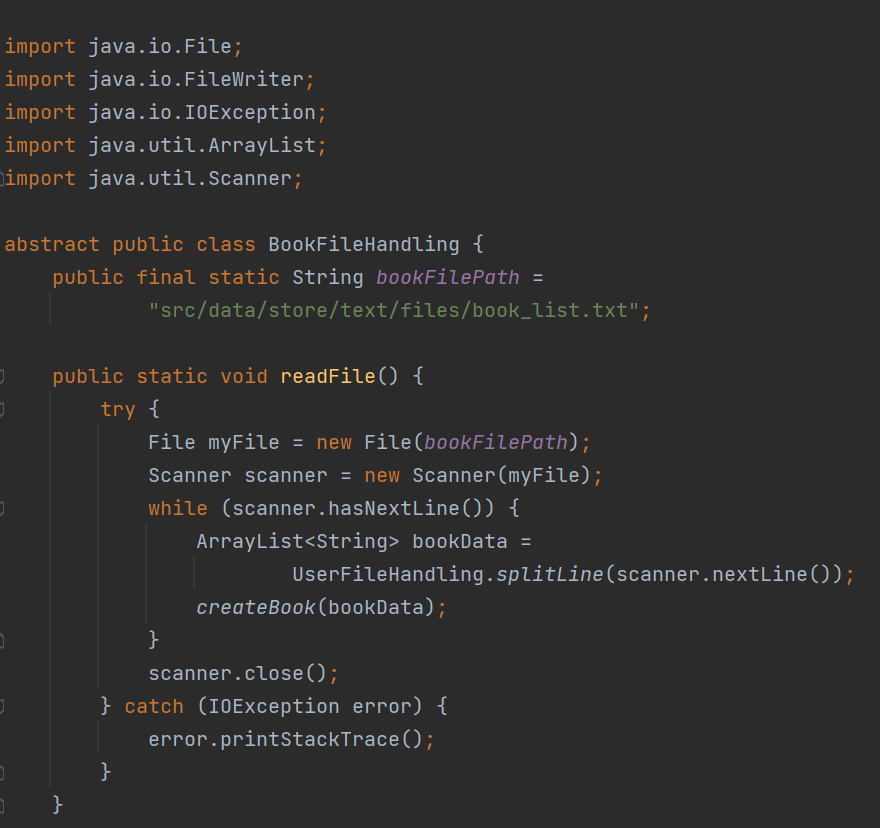 import java.io.File;
import java.io.FileWriter;
import java.io.IOException;
import java.util.ArrayList;
import java.util.Scanner;

abstract public class BookFileHandling {
    public final static String bookFilePath =
            "src/data/store/text/files/book_list.txt";

    public static void readFile() {
        try {
            File myFile = new File(bookFilePath);
            Scanner scanner = new Scanner(myFile);
            while (scanner.hasNextLine()) {
                ArrayList<String> bookData =
                        UserFileHandling.splitLine(scanner.nextLine());
                createBook(bookData);
            }
            scanner.close();
        } catch (IOException error) {
            error.printStackTrace();
        }
    }